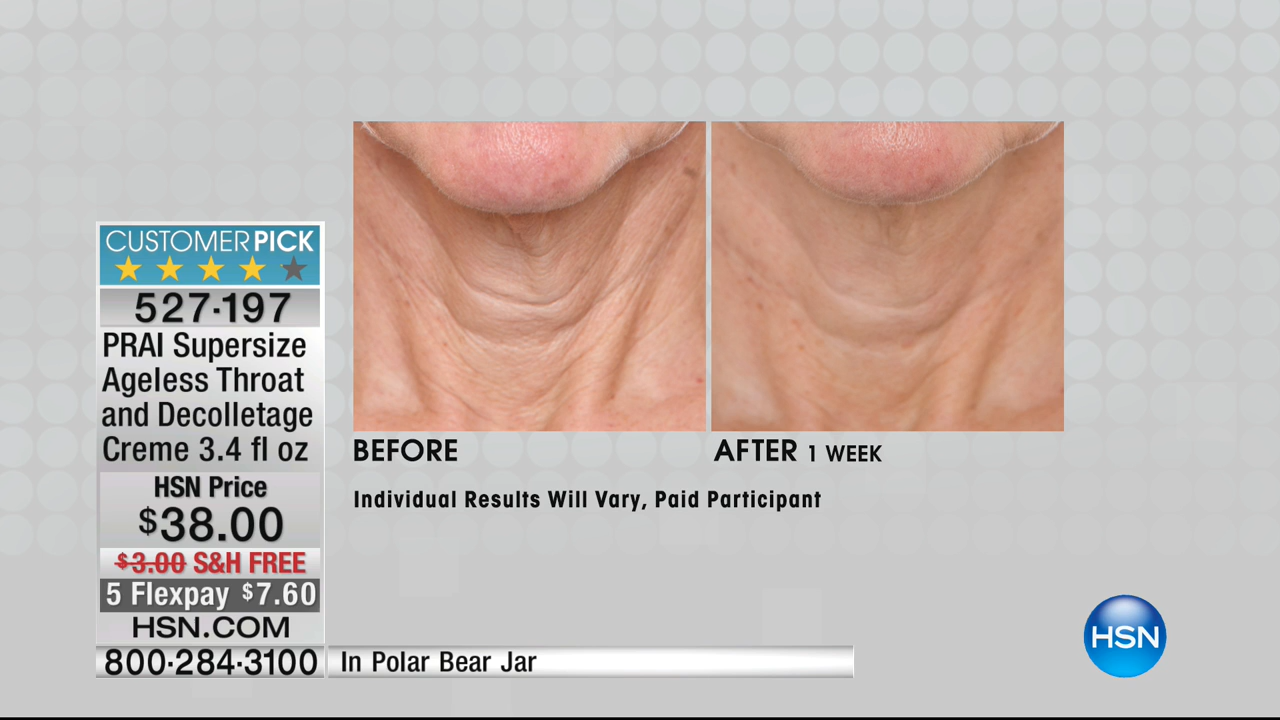 CUSTOMER PICK
527·197
PRAI Supersize
Ageless Throat
and Decolletage
Creme 3.4 fl oz
HSN Price
$38.00
$3.00 S&H FREE
5 Flexpay $7.60
HSN.COM
800·284·3100
In Polar Bear Jar
BEFORE
AFTER 1 WEEK
Individual Results Will Vary, Paid Participant
HSN